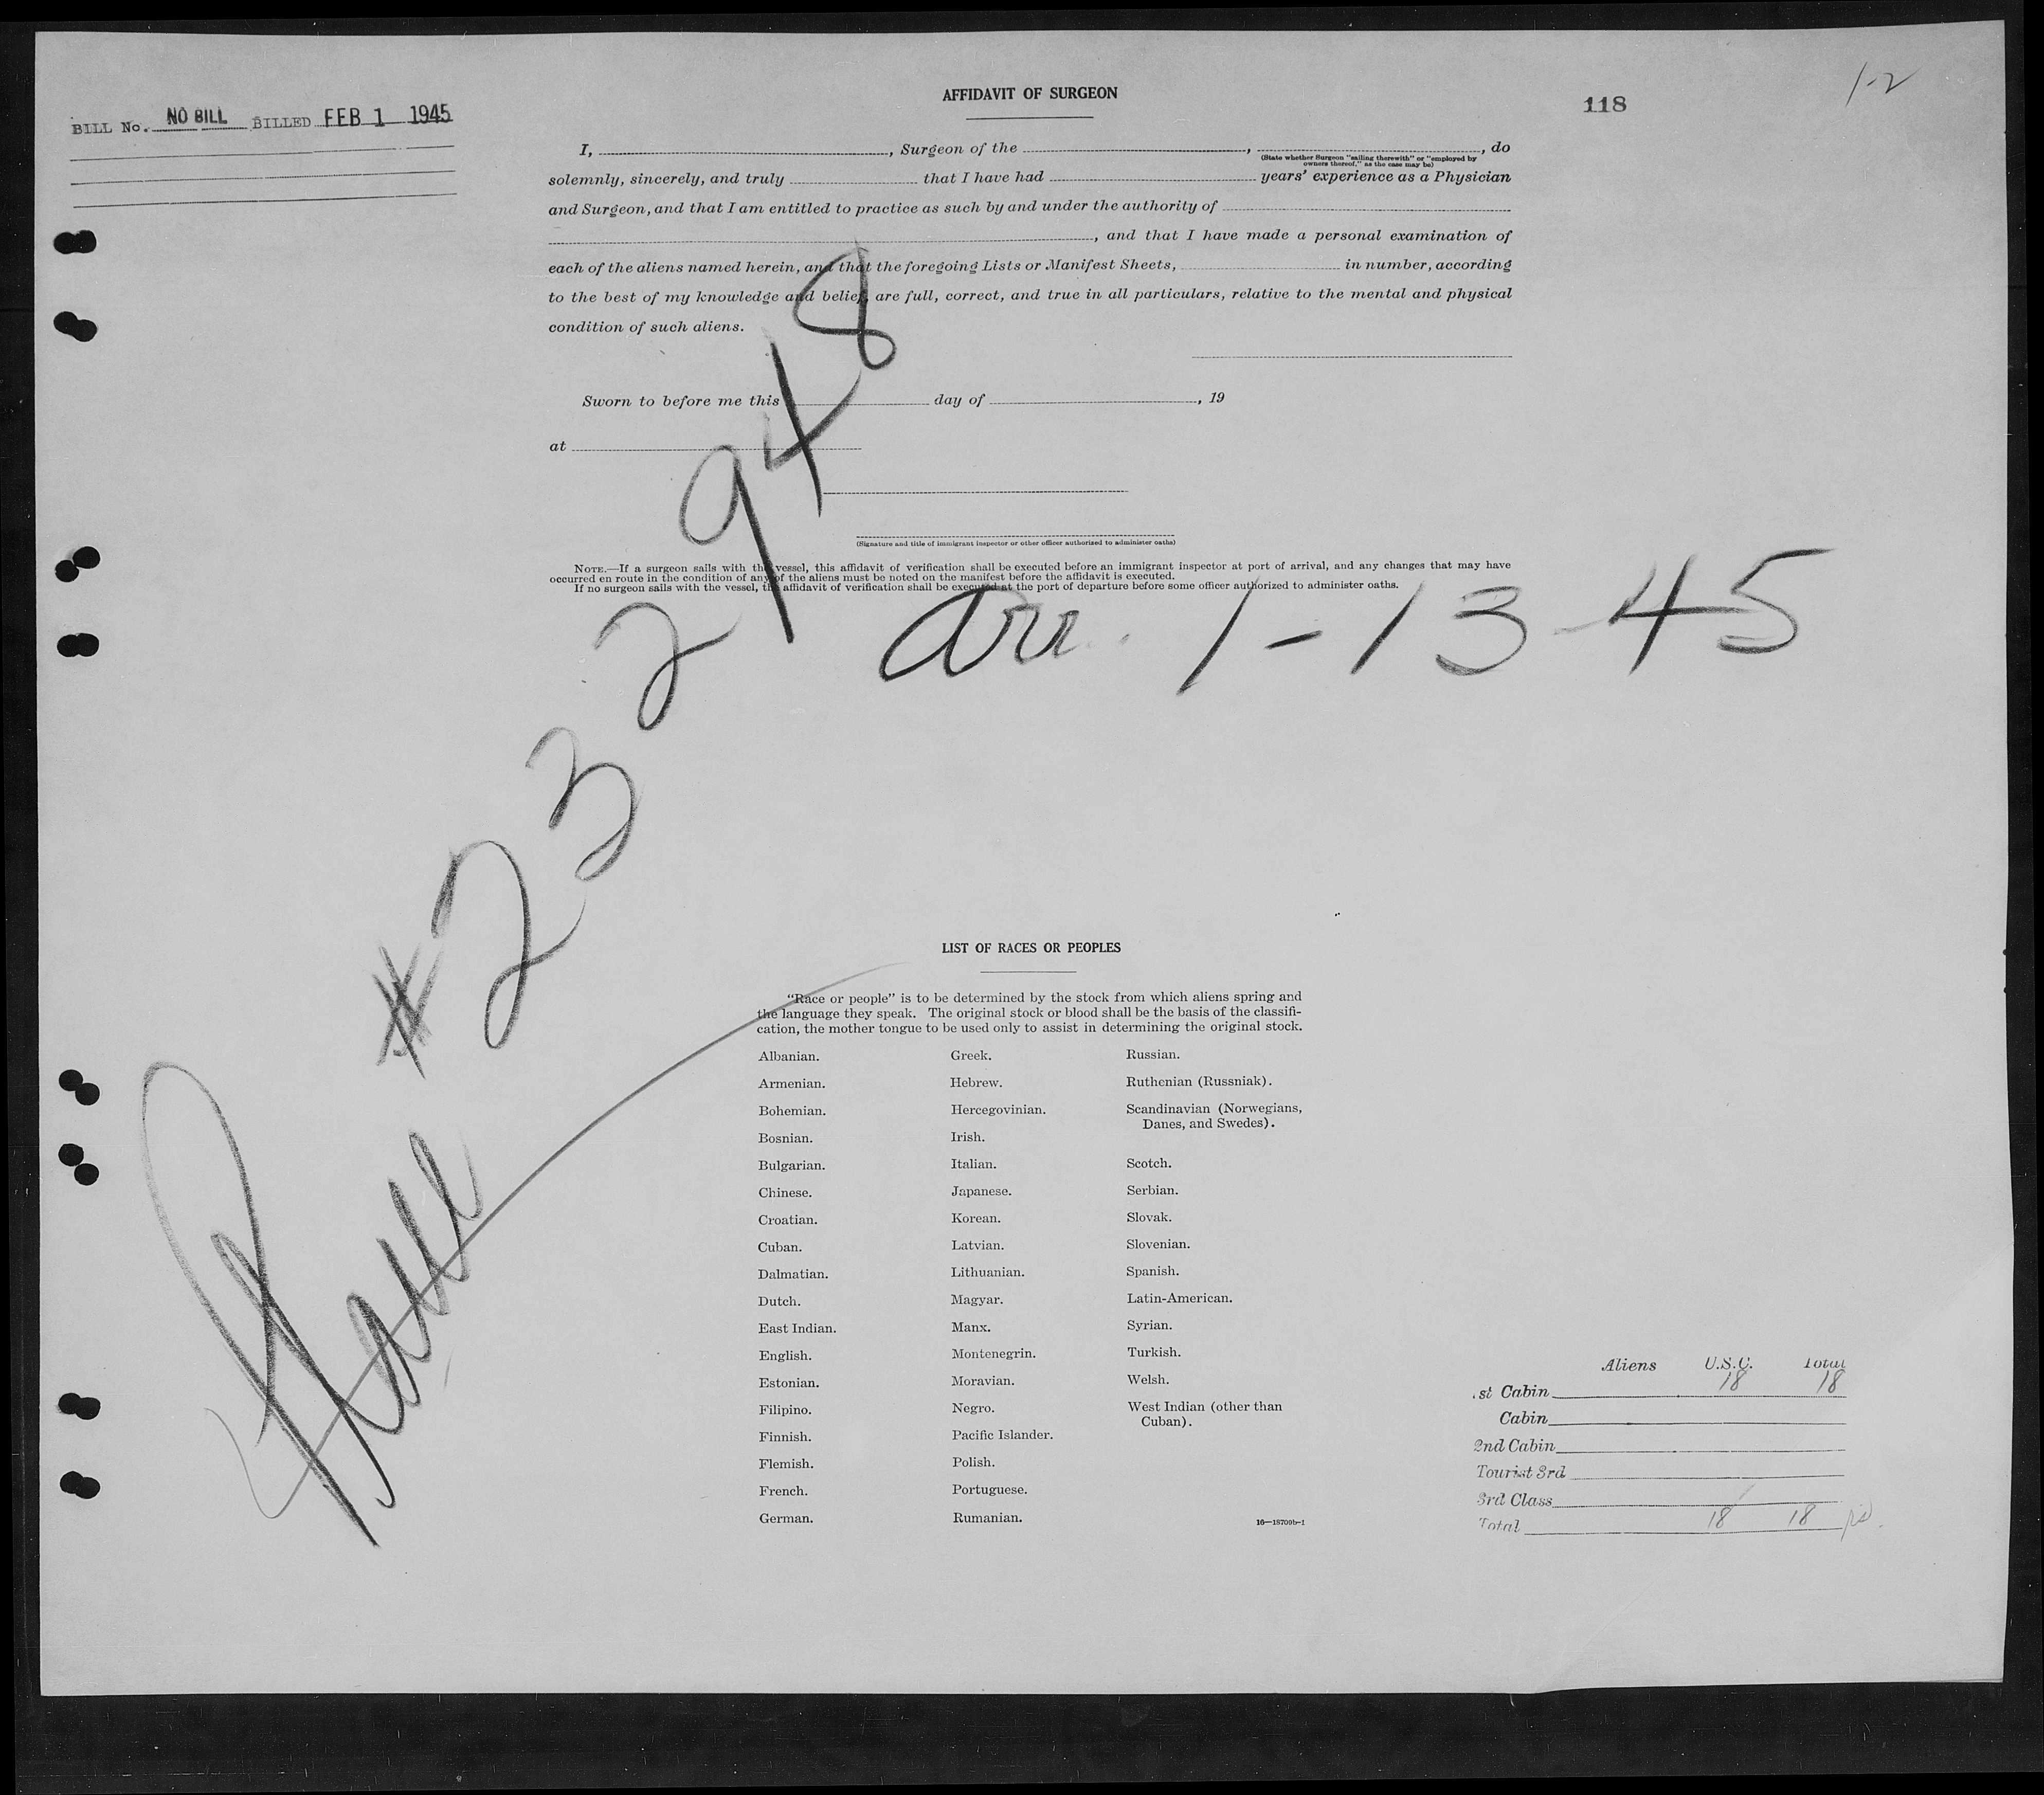 BILL No. NO BILL BILLED FEB 1 1945
AFFIDAVIT OF SURGEON
118
1-2
I, , Surgeon of the , , do
(State whether Surgeon "sailing therewith" or "employed by
owners thereof," as the case may be)
solemnly, sincerely, and truly that I have had years' experience as a Physician
and Surgeon, and that I am entitled to practice as such by and under the authority of
, and that I have made a personal examination of
each of the aliens named herein, and that the foregoing Lists or Manifest Sheets, in number, according
to the best of my knowledge and belief, are full, correct, and true in all particulars, relative to the mental and physical
condition of such aliens.
Sworn to before me this day of , 19
at
(Signature and title of immigrant inspector or other officer authorized to administer oaths)
NOTE.—If a surgeon sails with the vessel, this affidavit of verification shall be executed before an immigrant inspector at port of arrival, and any changes that may have
occurred en route in the condition of any of the aliens must be noted on the manifest before the affidavit is executed.
If no surgeon sails with the vessel, the affidavit of verification shall be executed at the port of departure before some officer authorized to administer oaths.
arr. 1-13-45
Plane #232948
LIST OF RACES OR PEOPLES
"Race or people" is to be determined by the stock from which aliens spring and
the language they speak. The original stock or blood shall be the basis of the classifi-
cation, the mother tongue to be used only to assist in determining the original stock.
Albanian. Greek. Russian.
Armenian. Hebrew. Ruthenian (Russniak).
Bohemian. Hercegovinian. Scandinavian (Norwegians,
Danes, and Swedes).
Bosnian. Irish.
Bulgarian. Italian. Scotch.
Chinese. Japanese. Serbian.
Croatian. Korean. Slovak.
Cuban. Latvian. Slovenian.
Dalmatian. Lithuanian. Spanish.
Dutch. Magyar. Latin-American.
East Indian. Manx. Syrian.
English. Montenegrin. Turkish.
Estonian. Moravian. Welsh.
Filipino. Negro. West Indian (other than
Cuban).
Finnish. Pacific Islander.
Flemish. Polish.
French. Portuguese.
German. Rumanian.
16—18709b-1
Aliens U.S.C. Total
1st Cabin 18 18
Cabin
2nd Cabin
Tourist 3rd
3rd Class
Total 18 18